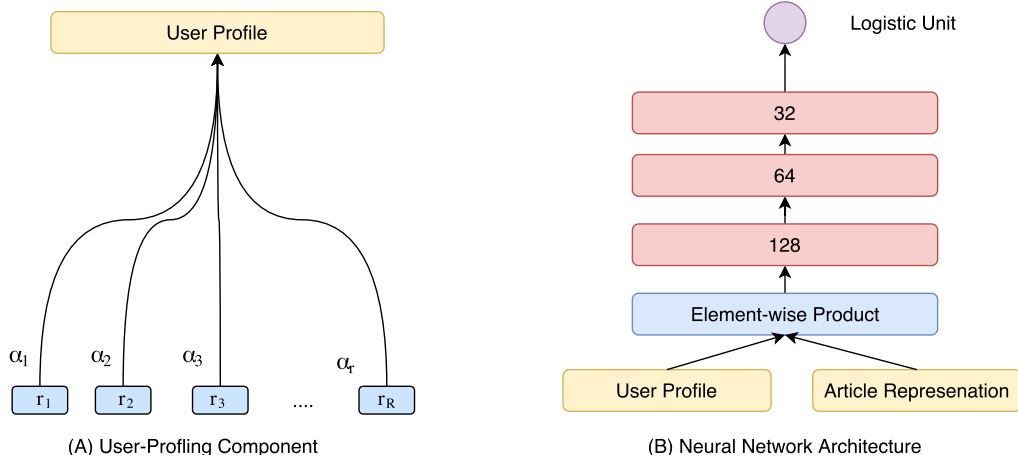 User Profile
α1
α2
α3
αr
r1
r2
r3
....
rR
(A) User-Profling Component
Logistic Unit
32
64
128
Element-wise Product
User Profile
Article Represenation
(B) Neural Network Architecture